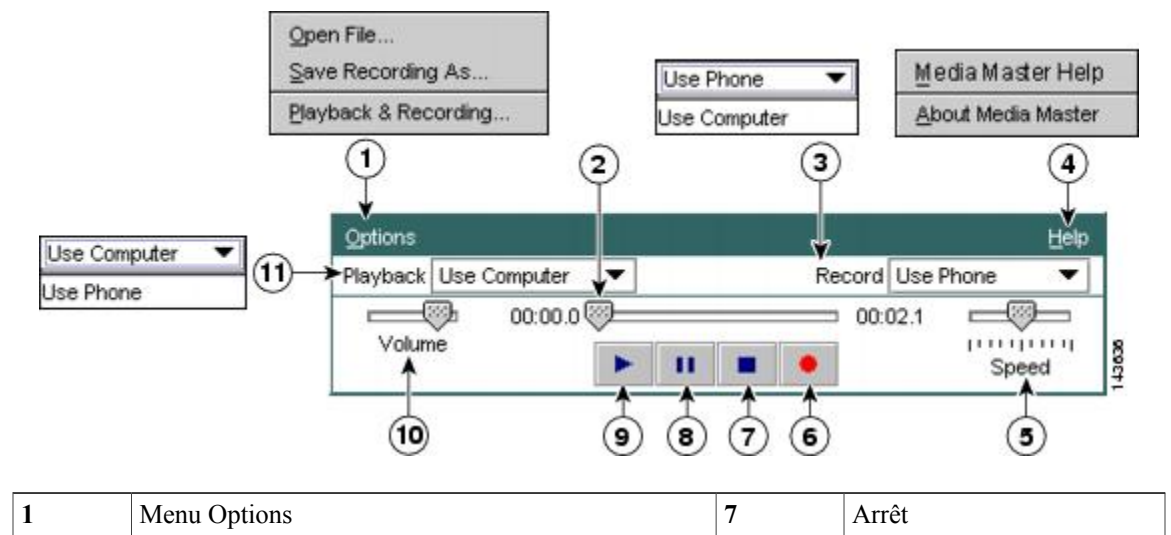 Open File...
Save Recording As...
Playback & Recording...
Use Phone
Use Computer
Media Master Help
About Media Master
1
2
3
4
Options
Help
Use Computer
Use Phone
11
Playback Use Computer
Record Use Phone
00:00.0
00:02.1
Volume
Speed
143636
10
9
8
7
6
5
1 Menu Options 7 Arrêt